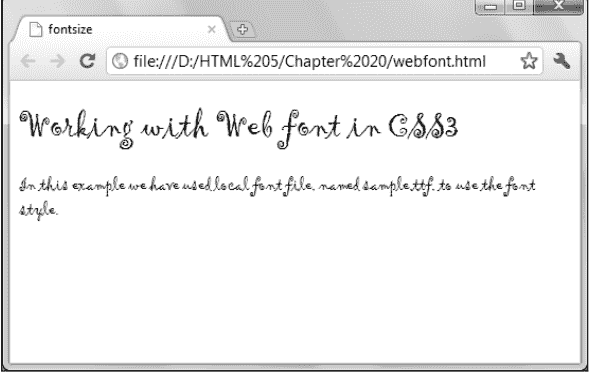 fontsize
file:///D:/HTML%205/Chapter%2020/webfont.html
Working with Web font in CSS3
In this example we have used local font file, named sample.ttf, to use the font
style.